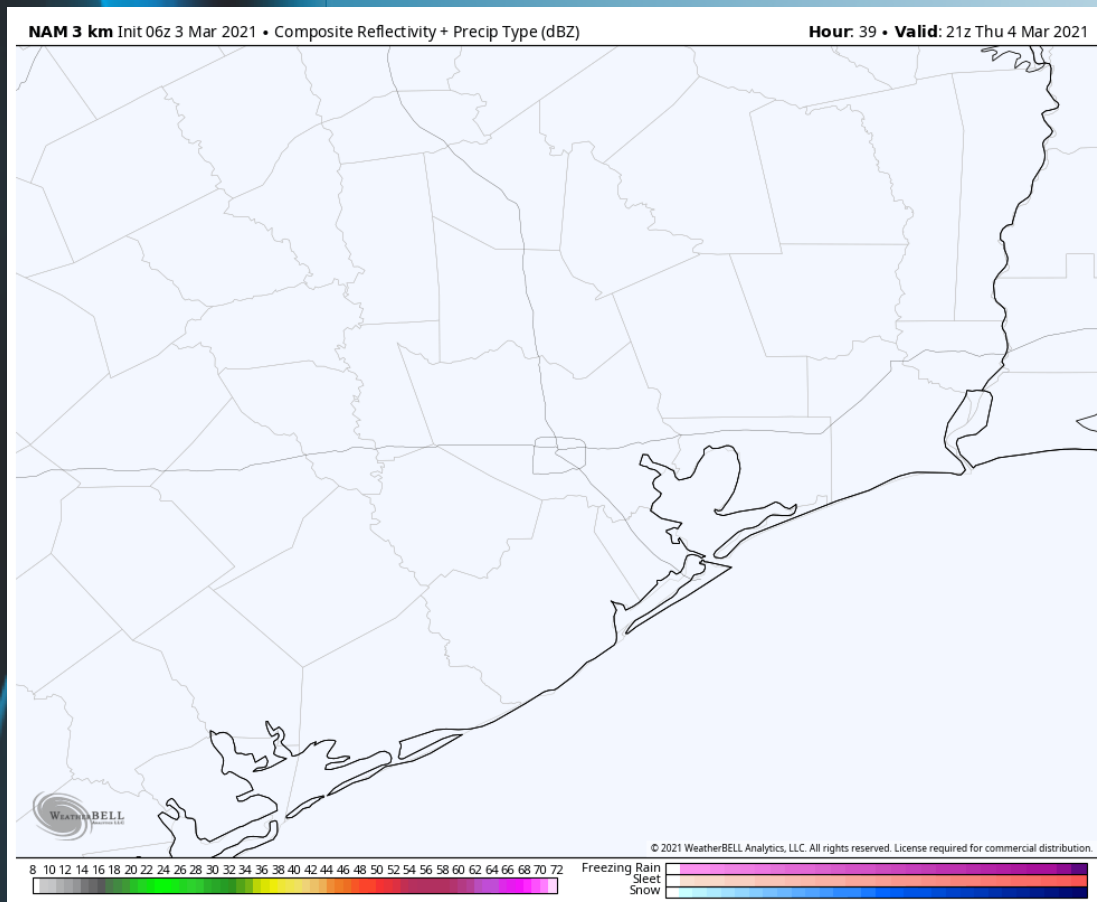 NAM 3 km Init 06z 3 Mar 2021 • Composite Reflectivity + Precip Type (dBZ) Hour: 39 • Valid: 21z Thu 4 Mar 2021
WEATHERBELL
© 2021 WeatherBELL Analytics, LLC. All rights reserved. License required for commercial distribution.
8 10 12 14 16 18 20 22 24 26 28 30 32 34 36 38 40 42 44 46 48 50 52 54 56 58 60 62 64 66 68 70 72
Freezing Rain
Sleet
Snow